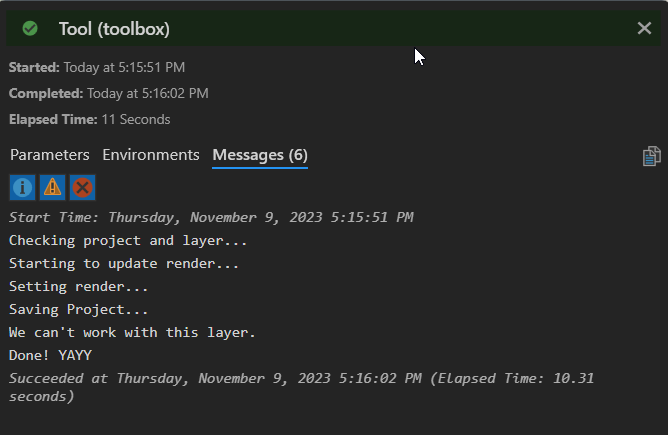 Tool (toolbox)
Started: Today at 5:15:51 PM
Completed: Today at 5:16:02 PM
Elapsed Time: 11 Seconds
Parameters Environments Messages (6)
Start Time: Thursday, November 9, 2023 5:15:51 PM
Checking project and layer...
Starting to update render...
Setting render...
Saving Project...
We can't work with this layer.
Done! YAYY
Succeeded at Thursday, November 9, 2023 5:16:02 PM (Elapsed Time: 10.31
seconds)